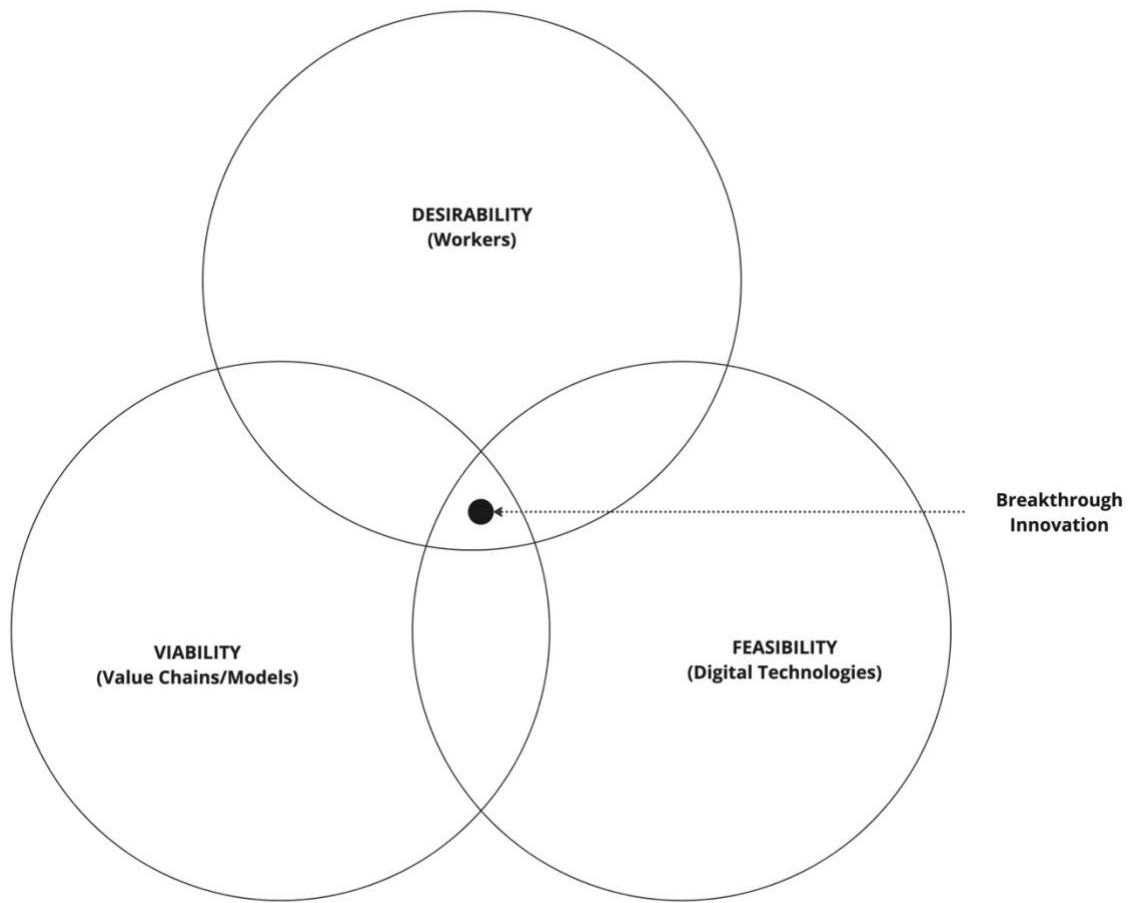 DESIRABILITY
(Workers)
Breakthrough
Innovation
VIABILITY
(Value Chains/Models)
FEASIBILITY
(Digital Technologies)